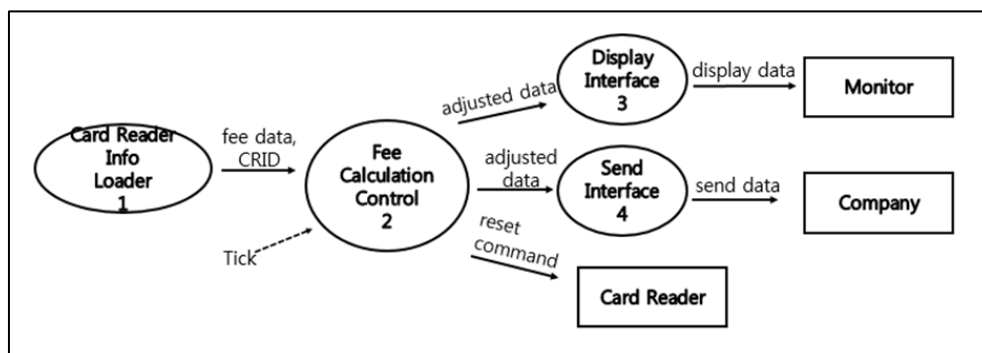 Card Reader
Info
Loader
1
fee data,
CRID
Tick
Fee
Calculation
Control
2
adjusted data
Display
Interface
3
display data
Monitor
adjusted
data
Send
Interface
4
send data
Company
reset
command
Card Reader